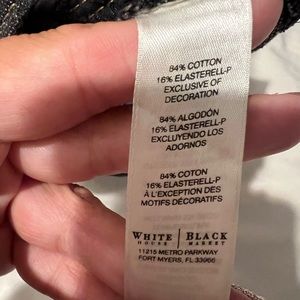 84% COTTON
16% ELASTERELL-P
EXCLUSIVE OF
DECORATION
84% ALGODÓN
16% ELASTERELL-P
EXCLUYENDO LOS
ADORNOS
84% COTON
16% ELASTERELL-P
À L'EXCEPTION DES
MOTIFS DÉCORATIFS
WHITE | BLACK
HOUSE | MARKET
11215 METRO PARKWAY
FORT MYERS, FL 33966